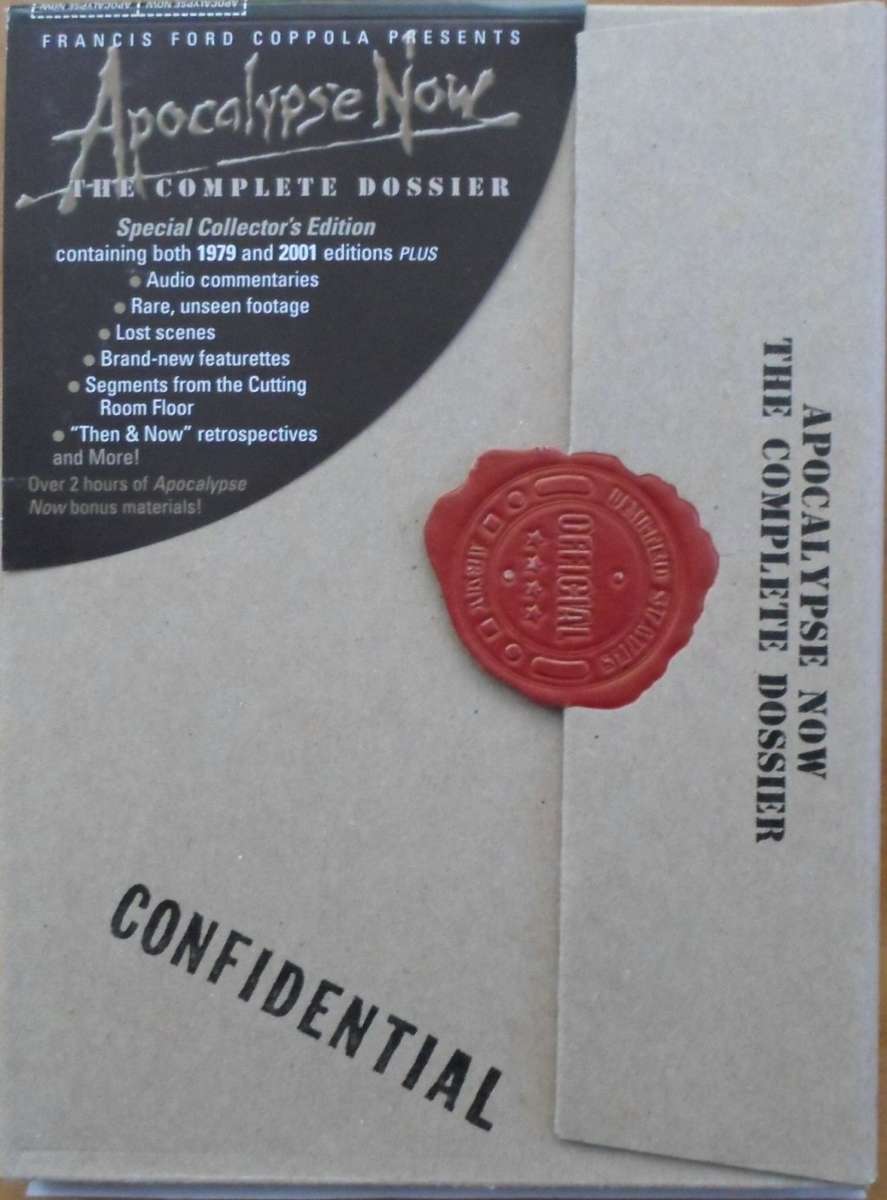 APOCALYPSE NOW
FRANCIS FORD COPPOLA PRESENTS
Apocalypse Now
THE COMPLETE DOSSIER
Special Collector's Edition
containing both 1979 and 2001 editions PLUS
● Audio commentaries
● Rare, unseen footage
● Lost scenes
● Brand-new featurettes
● Segments from the Cutting
Room Floor
● "Then & Now" retrospectives
and More!
Over 2 hours of Apocalypse
Now bonus materials!
APOCALYPSE NOW
THE COMPLETE DOSSIER
OFFICIAL
CONFIDENTIAL